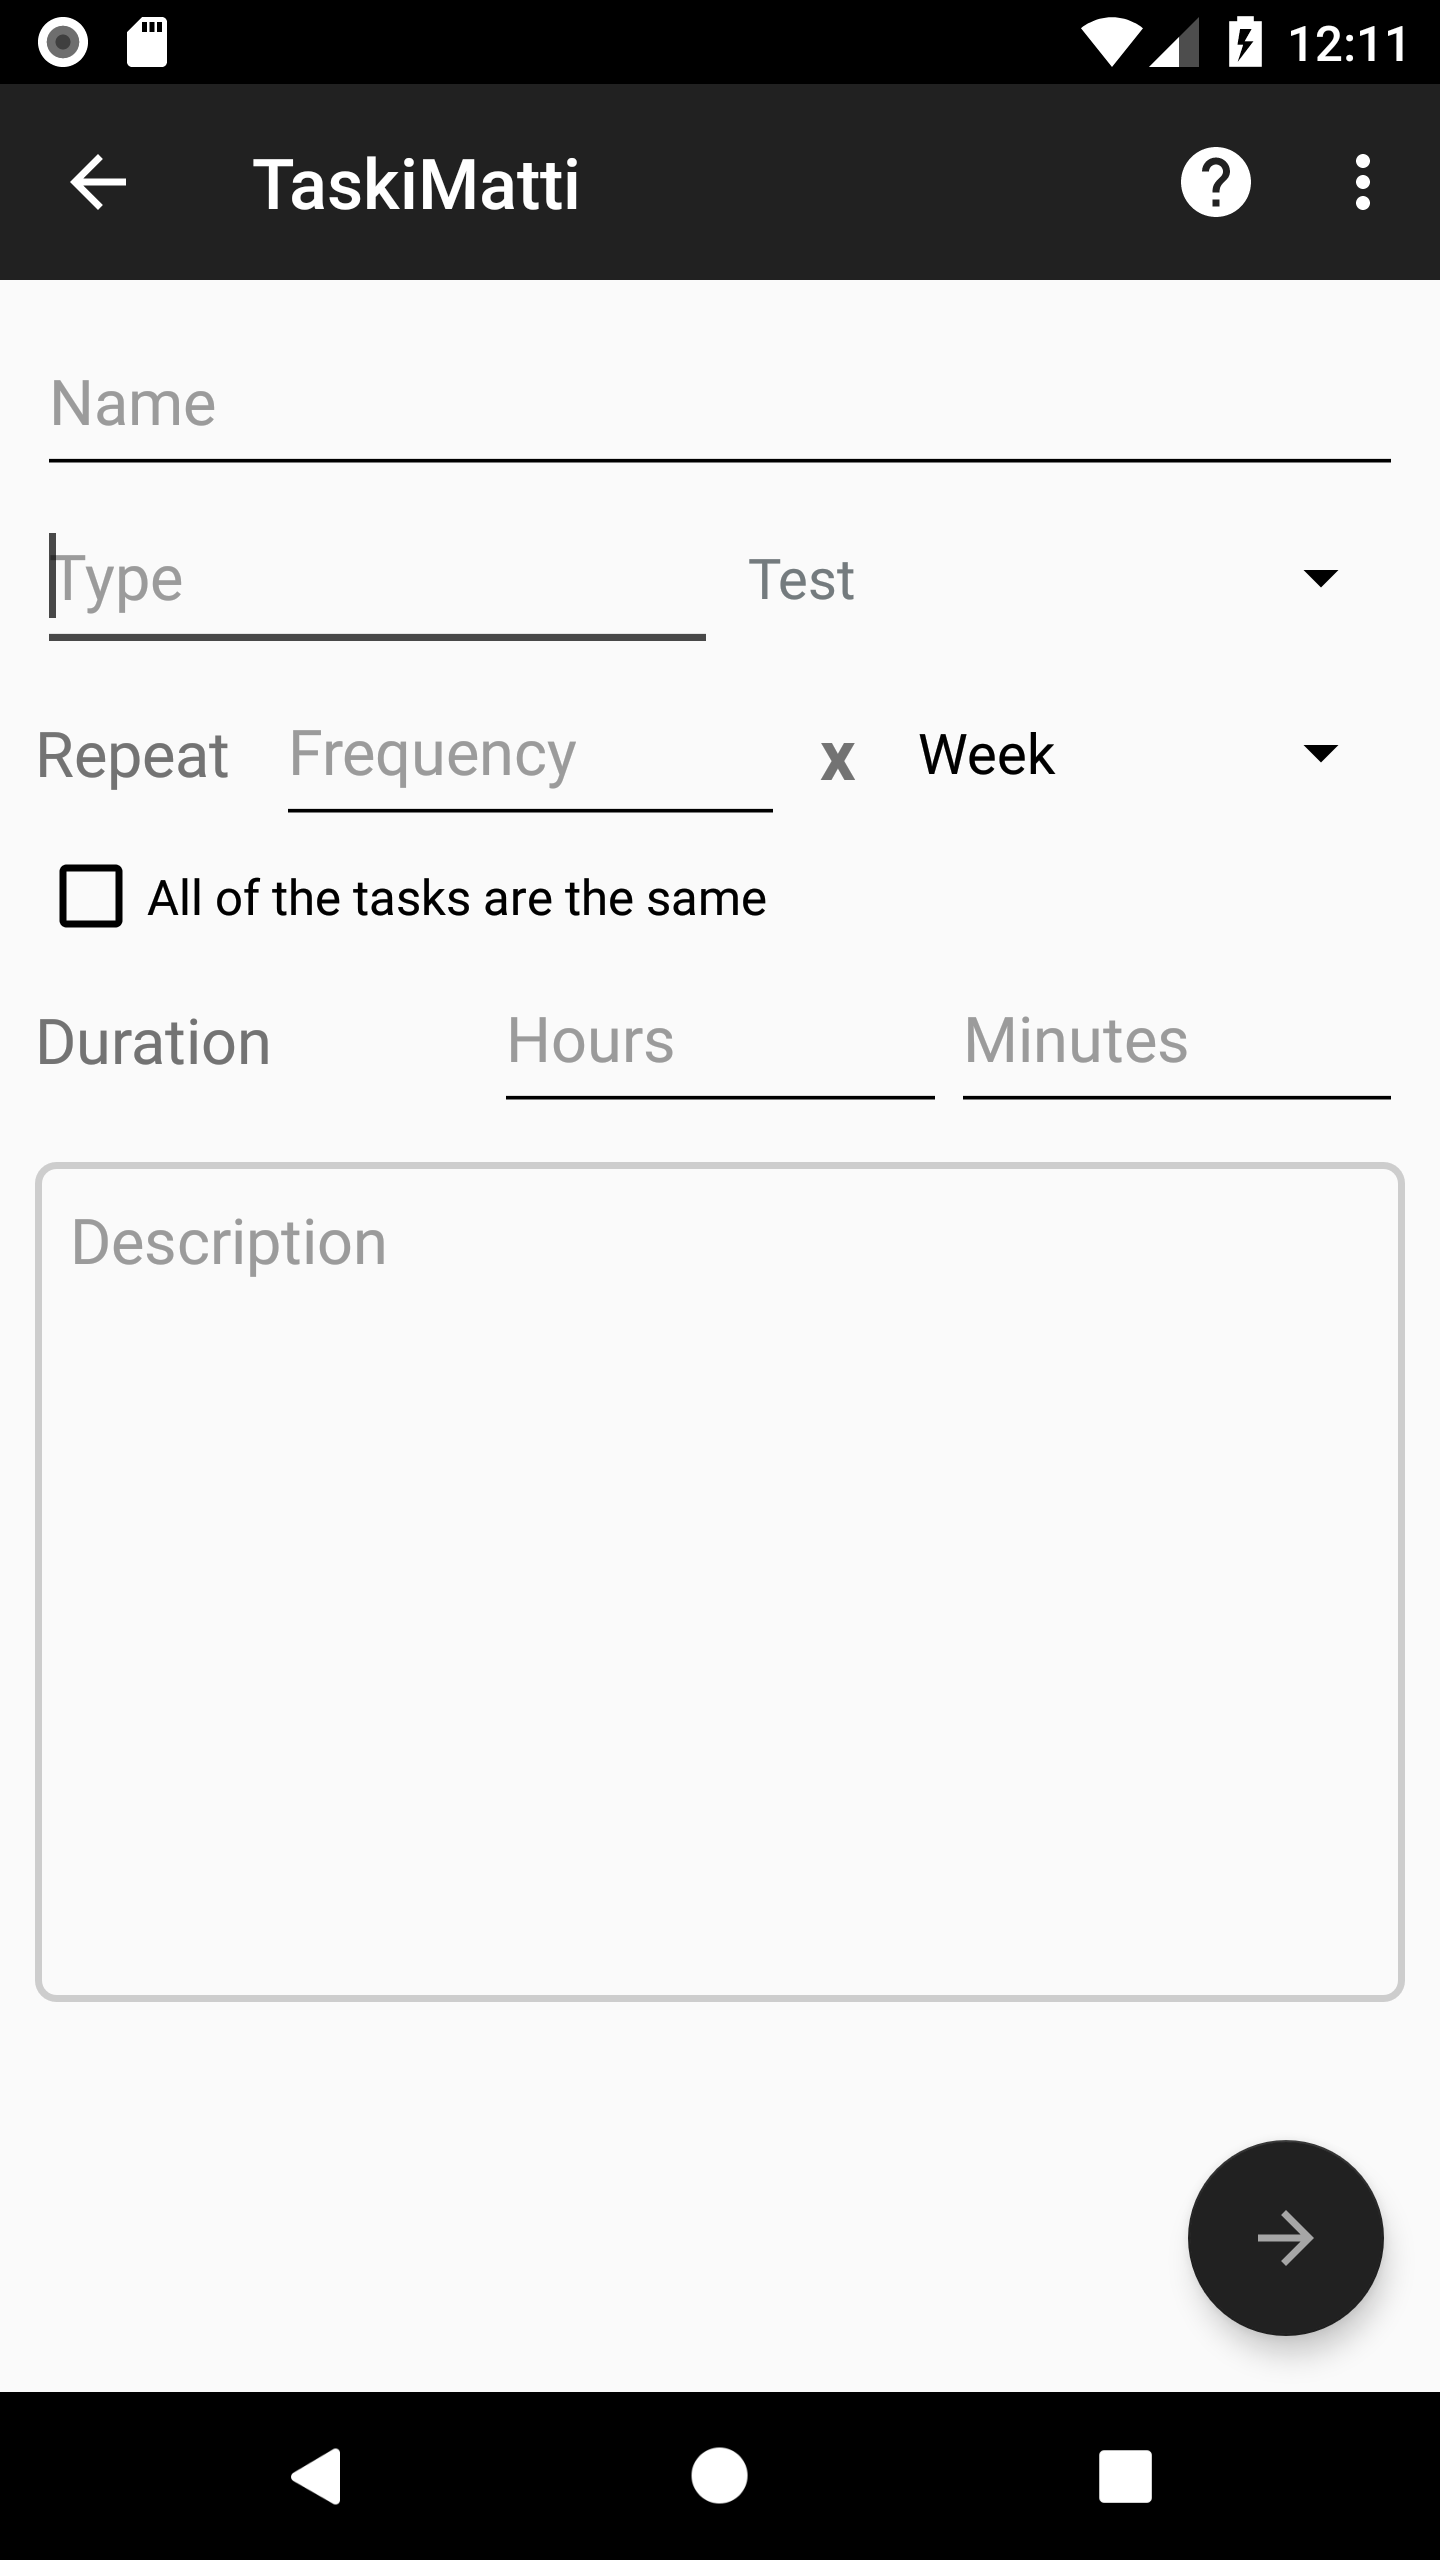 12:11
TaskiMatti
Name
Type Test
Repeat Frequency x Week
All of the tasks are the same
Duration Hours Minutes
Description